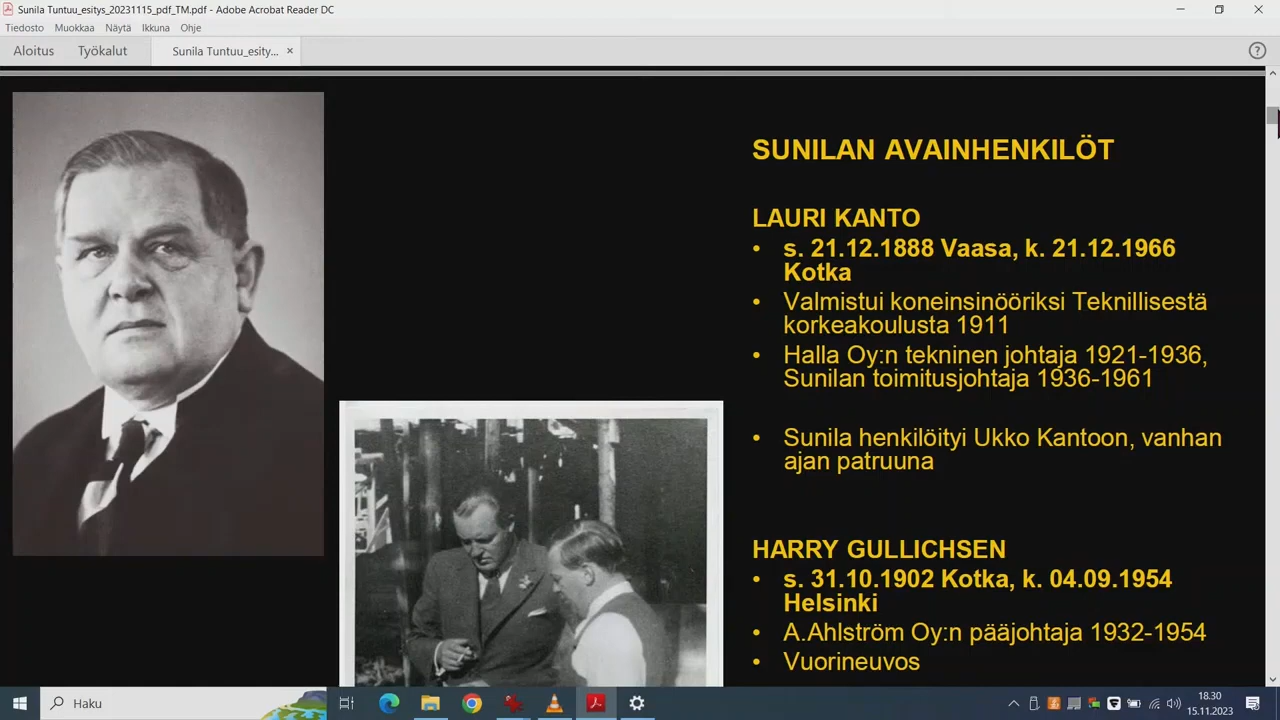 Sunila Tuntuu_esitys_20231115_pdf_TM.pdf - Adobe Acrobat Reader DC
Tiedosto Muokkaa Näytä Ikkuna Ohje
Aloitus Työkalut Sunila Tuntuu_esity... ×
SUNILAN AVAINHENKILÖT
LAURI KANTO
• s. 21.12.1888 Vaasa, k. 21.12.1966
Kotka
• Valmistui koneinsinööriksi Teknillisestä
korkeakoulusta 1911
• Halla Oy:n tekninen johtaja 1921-1936,
Sunilan toimitusjohtaja 1936-1961
• Sunila henkilöityi Ukko Kantoon, vanhan
ajan patruuna
HARRY GULLICHSEN
• s. 31.10.1902 Kotka, k. 04.09.1954
Helsinki
• A.Ahlström Oy:n pääjohtaja 1932-1954
• Vuorineuvos
Haku
18.30
15.11.2023